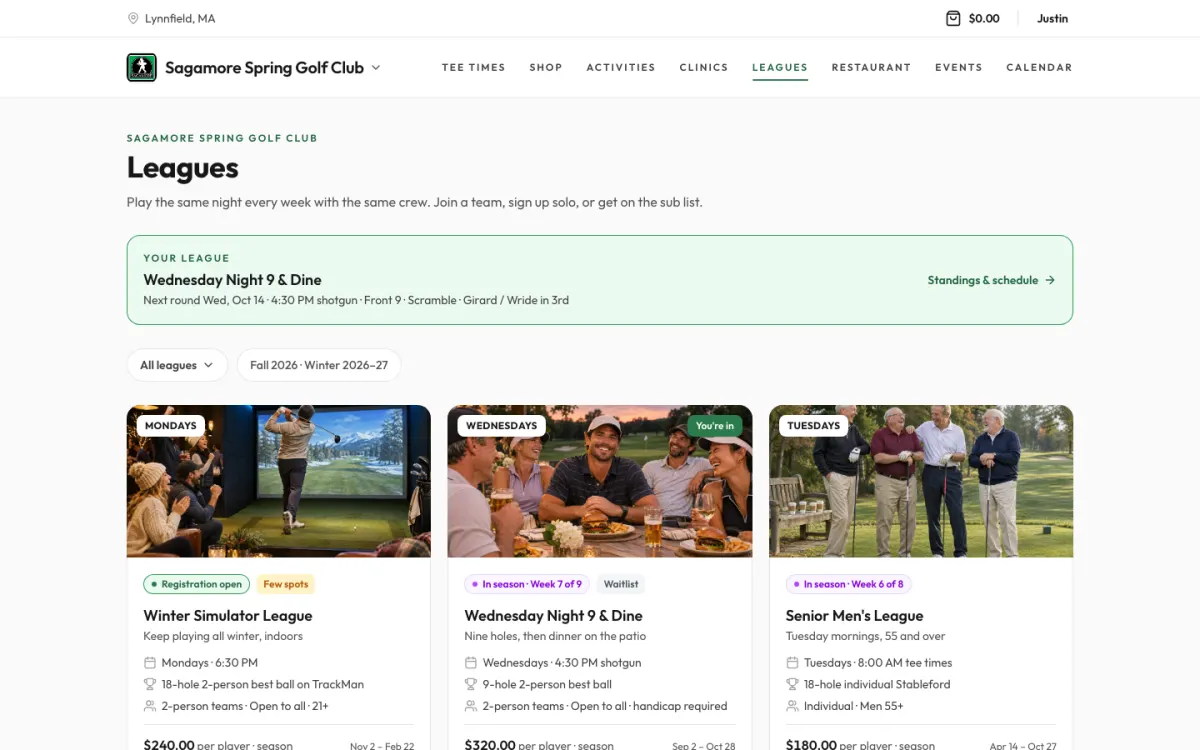 Lynnfield, MA
$0.00
Justin
Sagamore Spring Golf Club
TEE TIMES
SHOP
ACTIVITIES
CLINICS
LEAGUES
RESTAURANT
EVENTS
CALENDAR
SAGAMORE SPRING GOLF CLUB
Leagues
Play the same night every week with the same crew. Join a team, sign up solo, or get on the sub list.
YOUR LEAGUE
Wednesday Night 9 & Dine
Next round Wed, Oct 14 · 4:30 PM shotgun · Front 9 · Scramble · Girard / Wride in 3rd
Standings & schedule →
All leagues
Fall 2026 · Winter 2026–27
MONDAYS
Registration open
Few spots
Winter Simulator League
Keep playing all winter, indoors
Mondays · 6:30 PM
18-hole 2-person best ball on TrackMan
2-person teams · Open to all · 21+
$240.00 per player · season
Nov 2 – Feb 22
WEDNESDAYS
You're in
In season · Week 7 of 9
Waitlist
Wednesday Night 9 & Dine
Nine holes, then dinner on the patio
Wednesdays · 4:30 PM shotgun
9-hole 2-person best ball
2-person teams · Open to all · handicap required
$320.00 per player · season
Sep 2 – Oct 28
TUESDAYS
In season · Week 6 of 8
Senior Men's League
Tuesday mornings, 55 and over
Tuesdays · 8:00 AM tee times
18-hole individual Stableford
Individual · Men 55+
$180.00 per player · season
Apr 14 – Oct 27